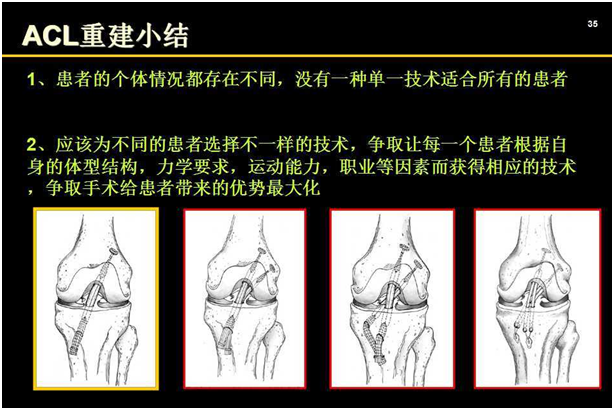 35
ACL重建小结
1、患者的个体情况都存在不同，没有一种单一技术适合所有的患者
2、应该为不同的患者选择不一样的技术，争取让每一个患者根据自
身的体型结构，力学要求，运动能力，职业等因素而获得相应的技术
，争取手术给患者带来的优势最大化